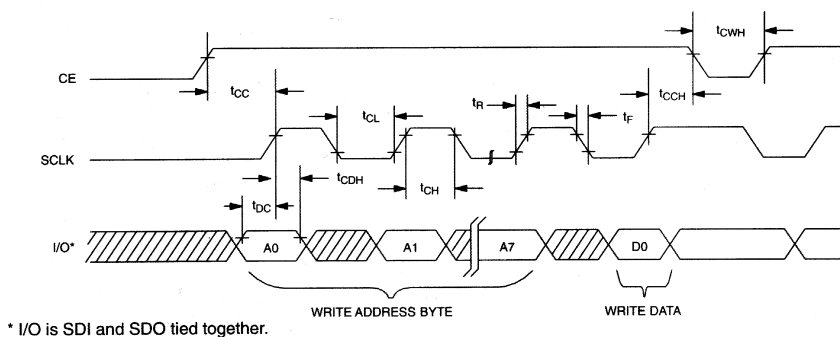 tCWH
CE
tCC
tCL
tR
tF
tCCH
SCLK
tCDH
tCH
tDC
I/O*
A0
A1
A7
D0
WRITE ADDRESS BYTE
WRITE DATA
* I/O is SDI and SDO tied together.